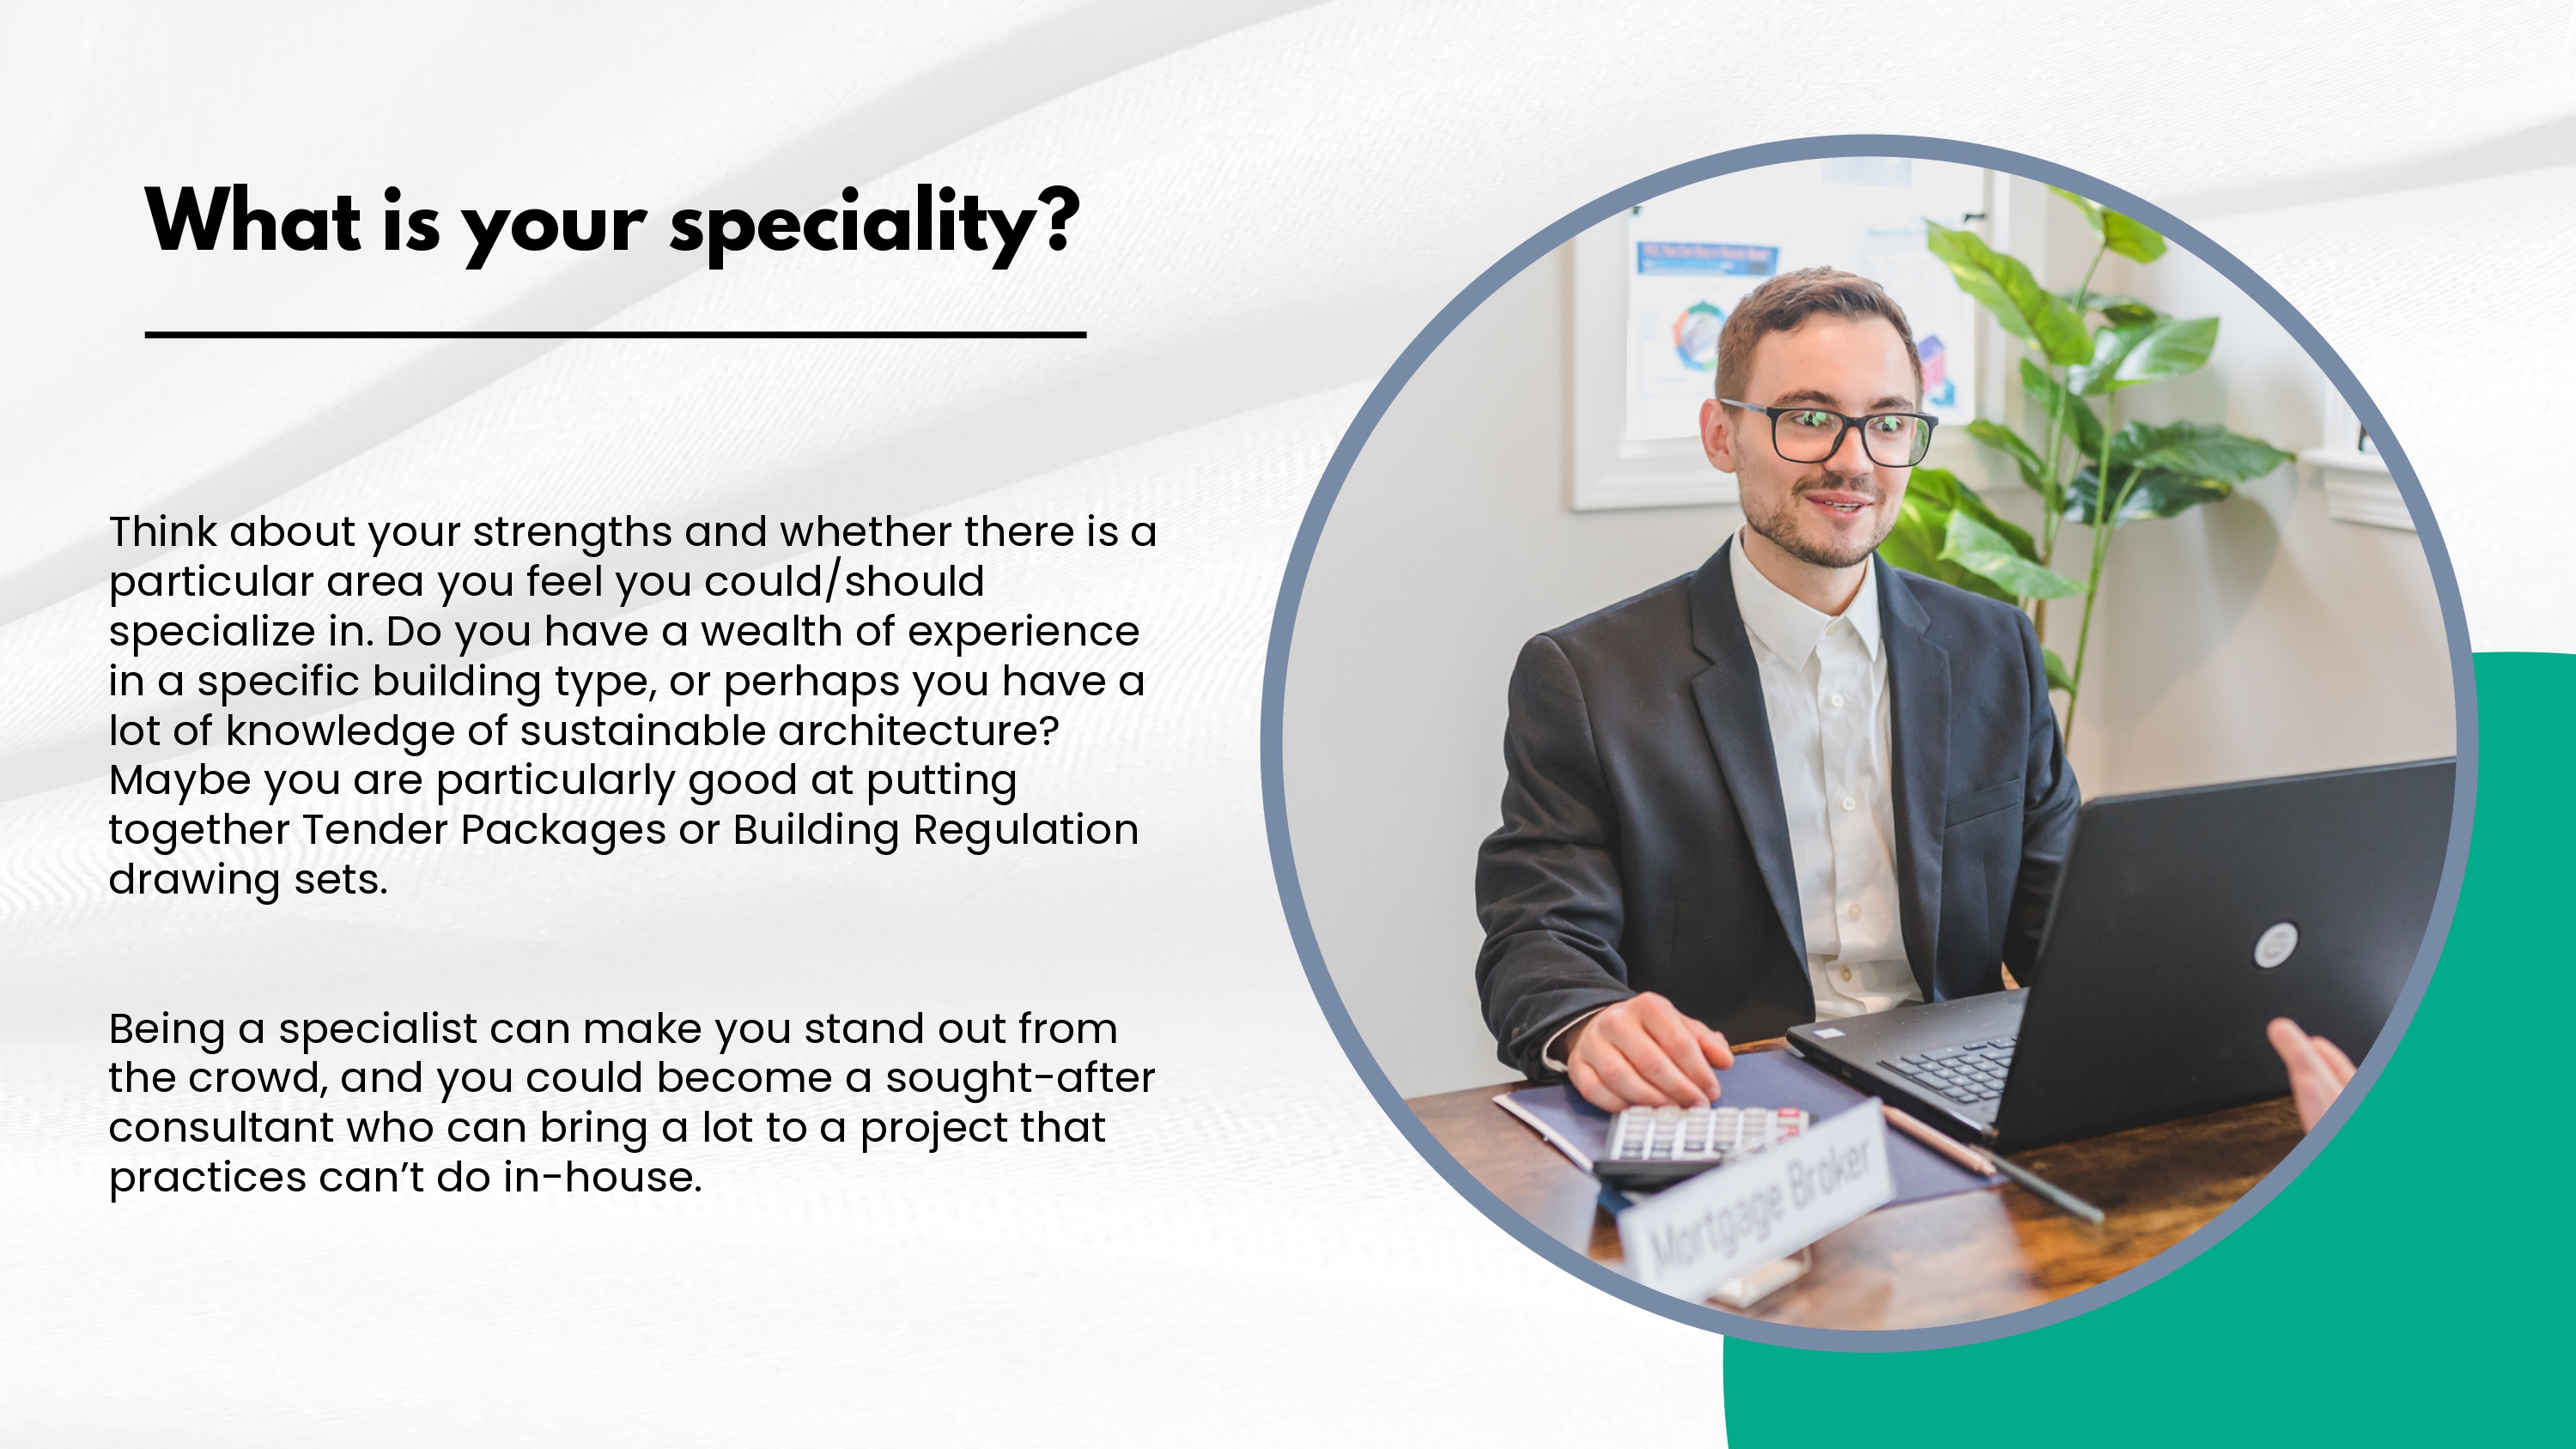 What is your speciality?
Think about your strengths and whether there is a
particular area you feel you could/should
specialize in. Do you have a wealth of experience
in a specific building type, or perhaps you have a
lot of knowledge of sustainable architecture?
Maybe you are particularly good at putting
together Tender Packages or Building Regulation
drawing sets.
Being a specialist can make you stand out from
the crowd, and you could become a sought-after
consultant who can bring a lot to a project that
practices can’t do in-house.
Mortgage Broker